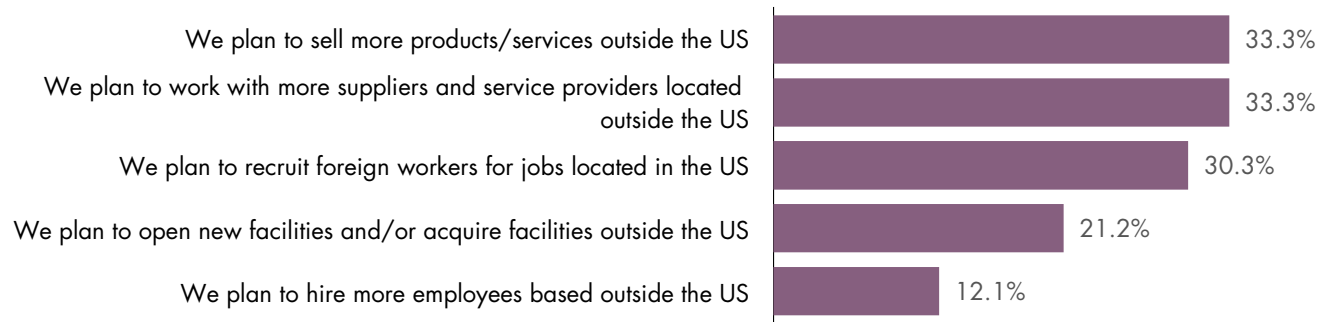 We plan to sell more products/services outside the US
33.3%
We plan to work with more suppliers and service providers located
outside the US
33.3%
We plan to recruit foreign workers for jobs located in the US
30.3%
We plan to open new facilities and/or acquire facilities outside the US
21.2%
We plan to hire more employees based outside the US
12.1%